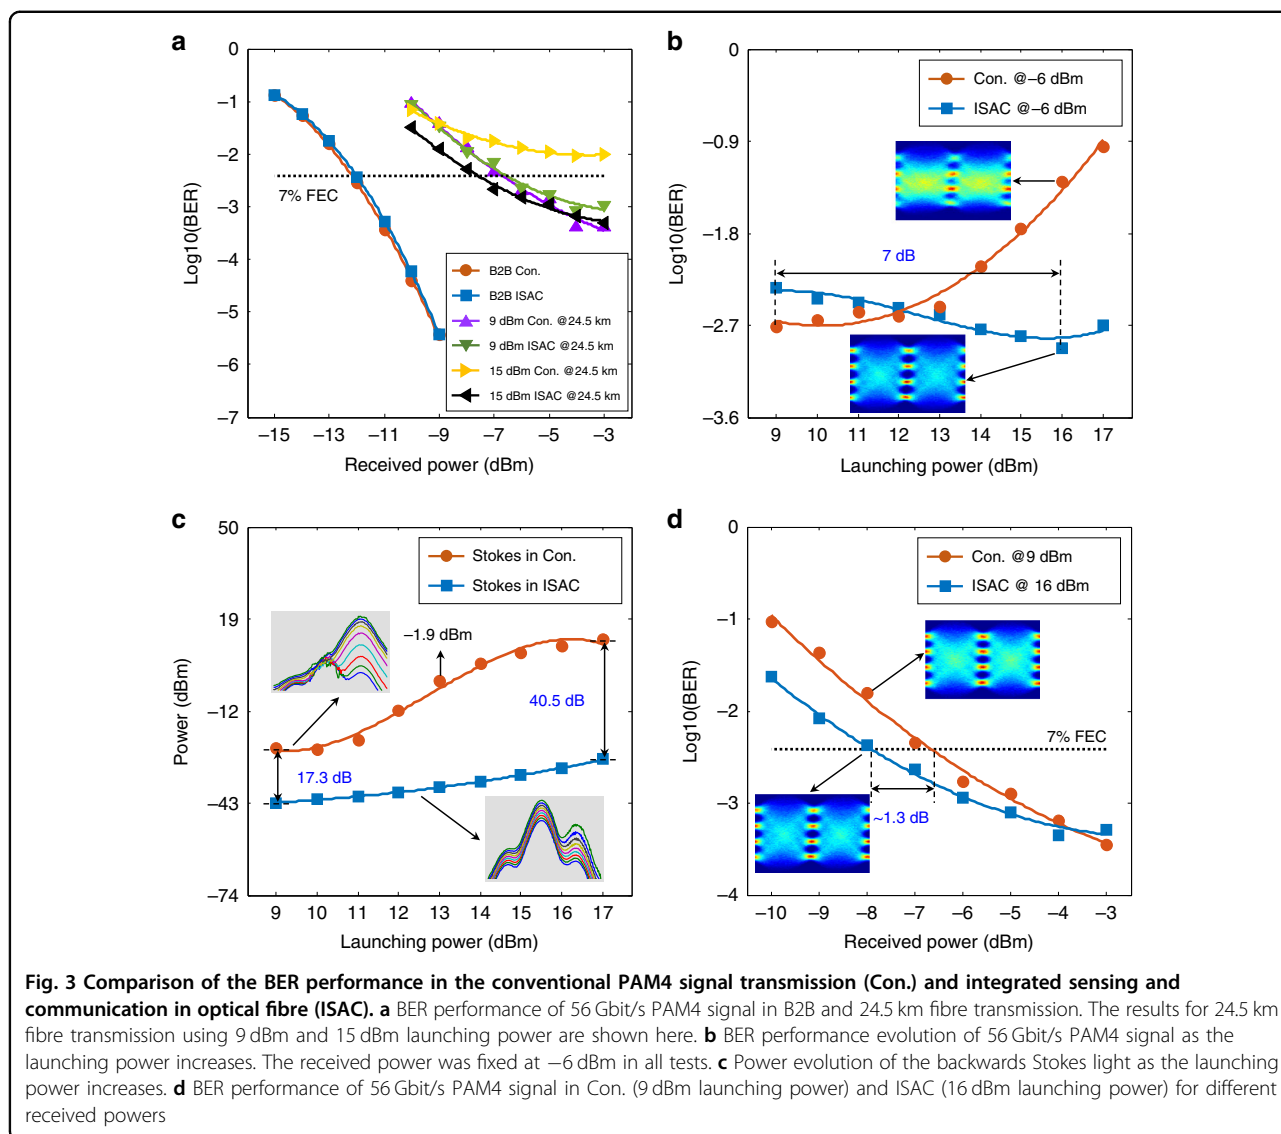 a
0
−1
−2
−3
−4
−5
−6
−7
Log10(BER)
7% FEC
B2B Con.
B2B ISAC
9 dBm Con. @24.5 km
9 dBm ISAC @24.5 km
15 dBm Con. @24.5 km
15 dBm ISAC @24.5 km
−15 −13 −11 −9 −7 −5 −3
Received power (dBm)
b
0
−0.9
−1.8
−2.7
−3.6
Log10(BER)
Con. @−6 dBm
ISAC @−6 dBm
7 dB
9 10 11 12 13 14 15 16 17
Launching power (dBm)
c
50
19
−12
−43
−74
Power (dBm)
Stokes in Con.
Stokes in ISAC
−1.9 dBm
40.5 dB
17.3 dB
9 10 11 12 13 14 15 16 17
Launching power (dBm)
d
0
−1
−2
−3
−4
Log10(BER)
Con. @9 dBm
ISAC @ 16 dBm
7% FEC
~1.3 dB
−10 −9 −8 −7 −6 −5 −4 −3
Received power (dBm)
Fig. 3 Comparison of the BER performance in the conventional PAM4 signal transmission (Con.) and integrated sensing and
communication in optical fibre (ISAC). a BER performance of 56 Gbit/s PAM4 signal in B2B and 24.5 km fibre transmission. The results for 24.5 km
fibre transmission using 9 dBm and 15 dBm launching power are shown here. b BER performance evolution of 56 Gbit/s PAM4 signal as the
launching power increases. The received power was fixed at −6 dBm in all tests. c Power evolution of the backwards Stokes light as the launching
power increases. d BER performance of 56 Gbit/s PAM4 signal in Con. (9 dBm launching power) and ISAC (16 dBm launching power) for different
received powers